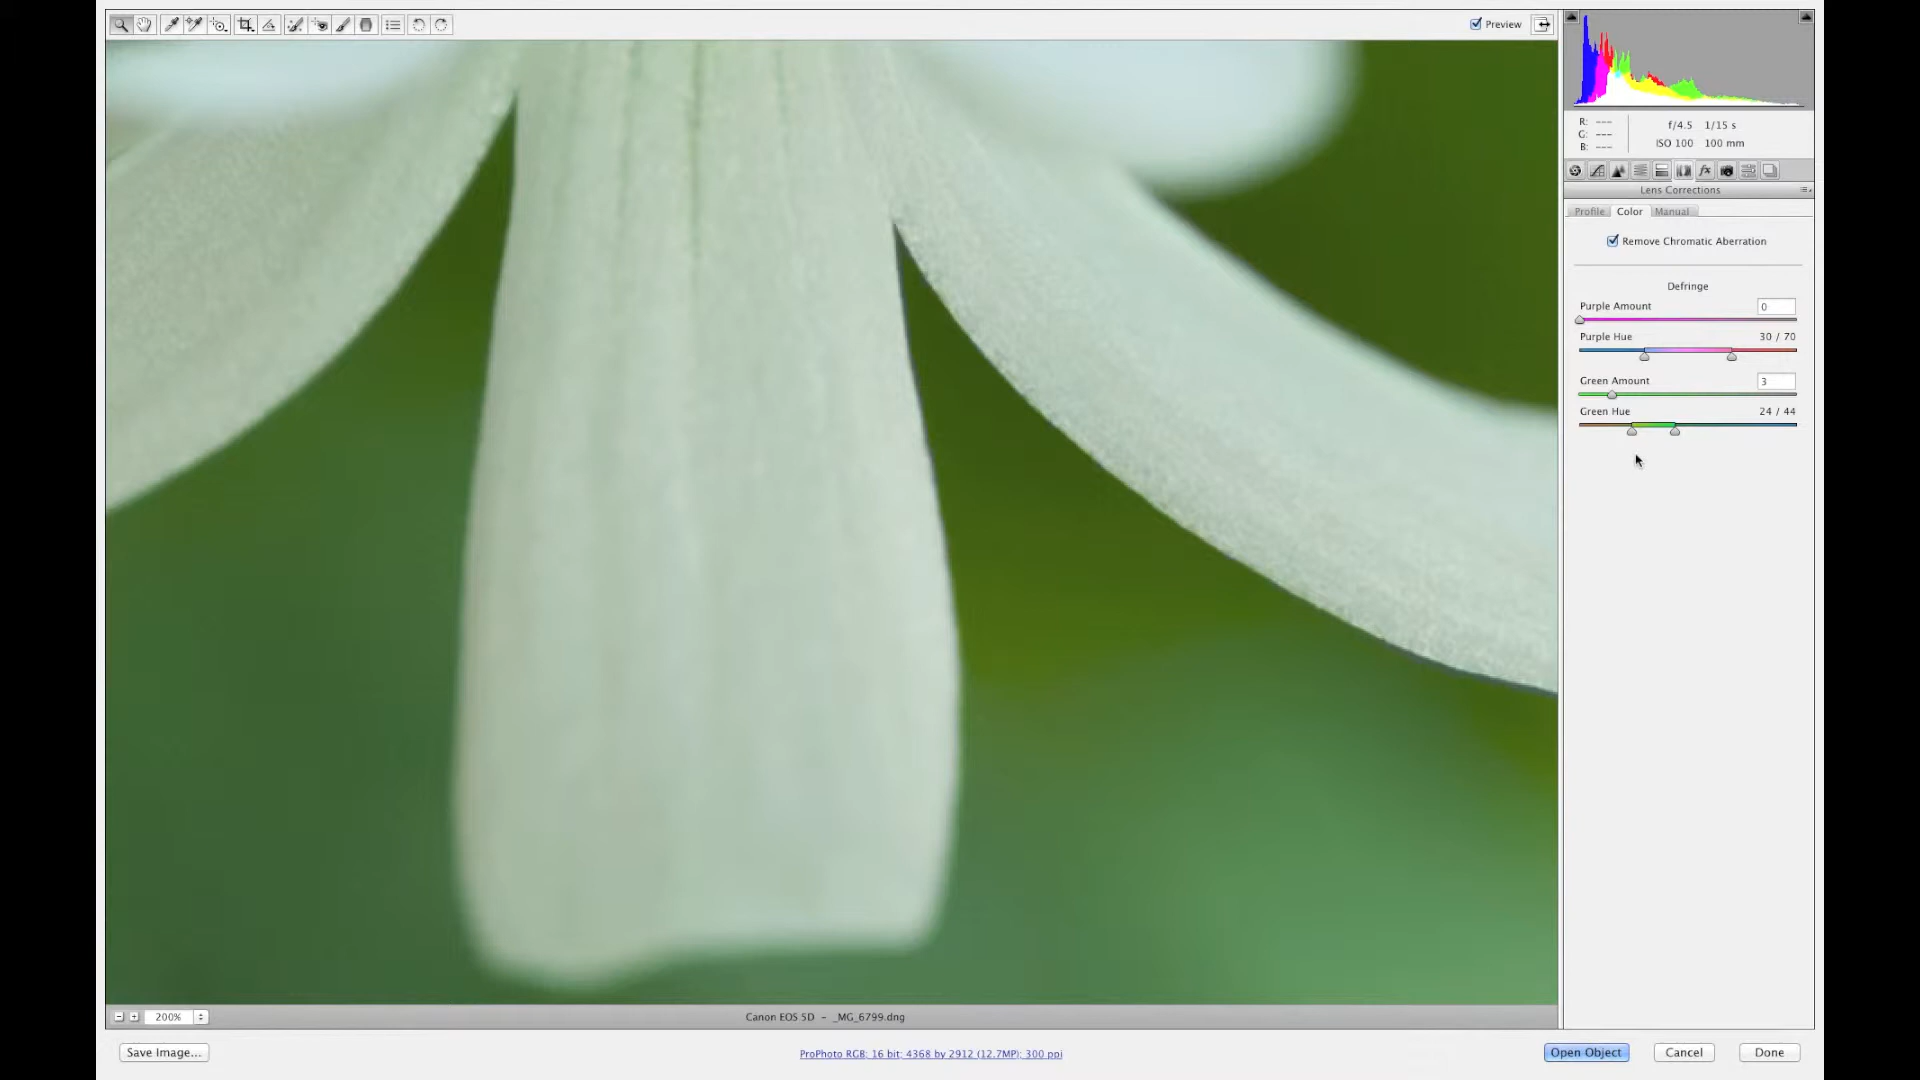 Preview
R: ---
G: ---
B: ---
f/4.5 1/15 s
ISO 100 100 mm
Lens Corrections
Profile Color Manual
Remove Chromatic Aberration
Defringe
Purple Amount 0
Purple Hue 30 / 70
Green Amount 3
Green Hue 24 / 44
200%
Canon EOS 5D – _MG_6799.dng
Save Image...
ProPhoto RGB; 16 bit; 4368 by 2912 (12.7MP); 300 ppi
Open Object Cancel Done